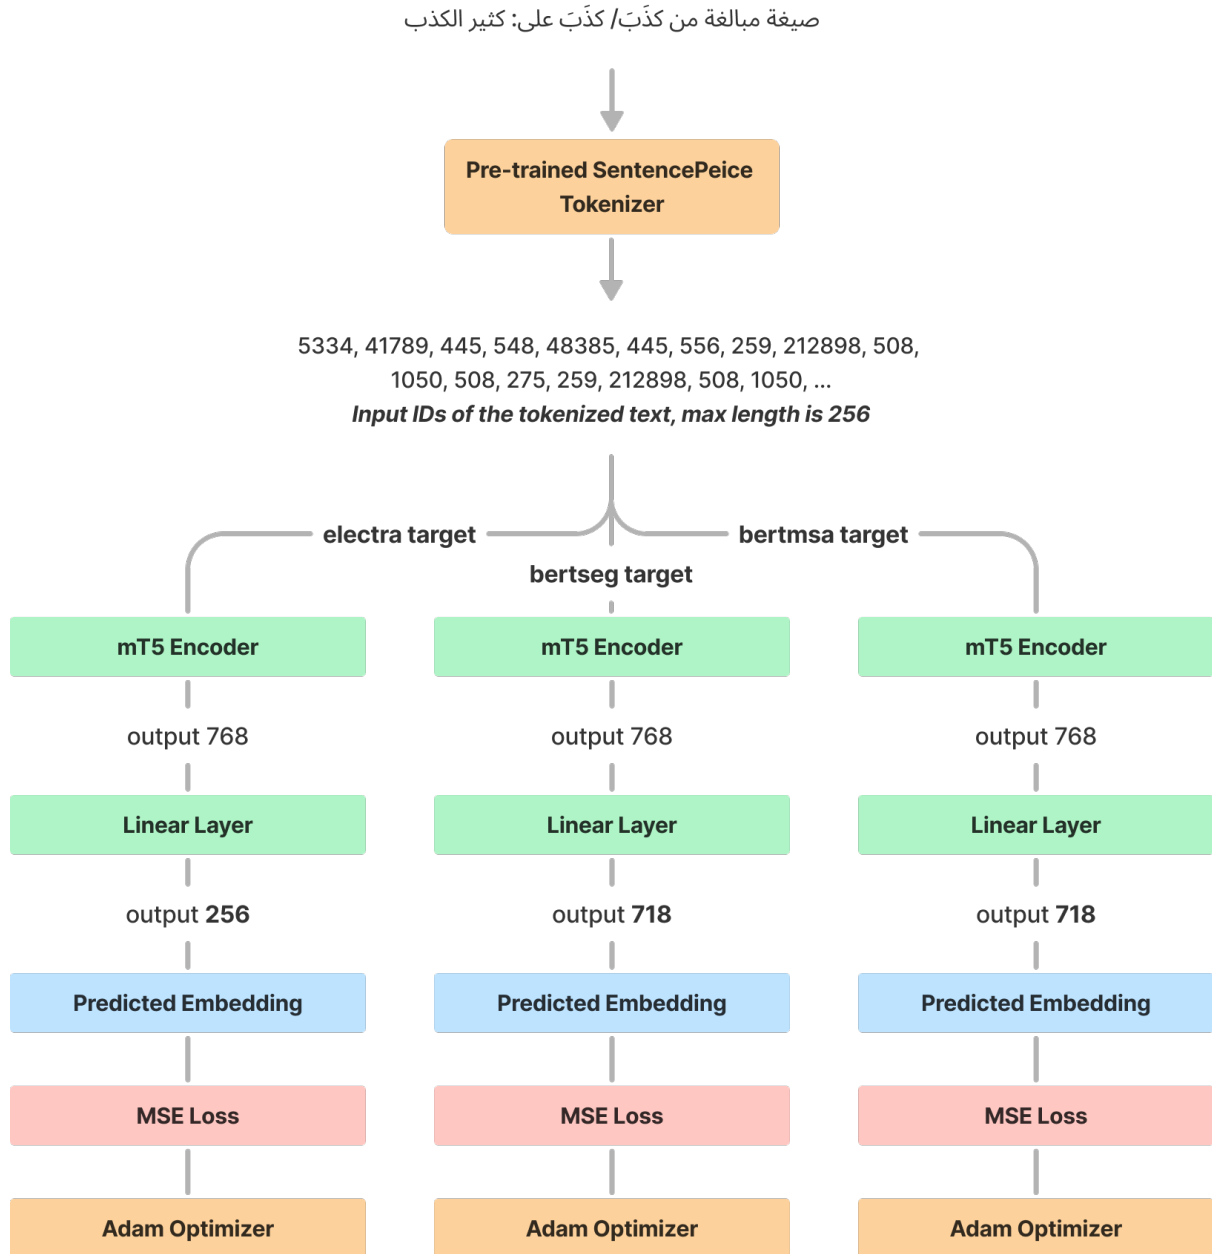 صيغة مبالغة من كذَبَ/ كذَبَ على: كثير الكذب
Pre-trained SentencePeice
Tokenizer
5334, 41789, 445, 548, 48385, 445, 556, 259, 212898, 508,
1050, 508, 275, 259, 212898, 508, 1050, ...
Input IDs of the tokenized text, max length is 256
electra target
bertseg target
bertmsa target
mT5 Encoder
mT5 Encoder
mT5 Encoder
output 768
output 768
output 768
Linear Layer
Linear Layer
Linear Layer
output 256
output 718
output 718
Predicted Embedding
Predicted Embedding
Predicted Embedding
MSE Loss
MSE Loss
MSE Loss
Adam Optimizer
Adam Optimizer
Adam Optimizer